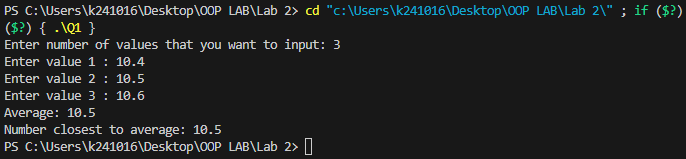 PS C:\Users\k241016\Desktop\OOP LAB\Lab 2> cd "c:\Users\k241016\Desktop\OOP LAB\Lab 2\" ; if ($?)
($?) { .\Q1 }
Enter number of values that you want to input: 3
Enter value 1 : 10.4
Enter value 2 : 10.5
Enter value 3 : 10.6
Average: 10.5
Number closest to average: 10.5
PS C:\Users\k241016\Desktop\OOP LAB\Lab 2>